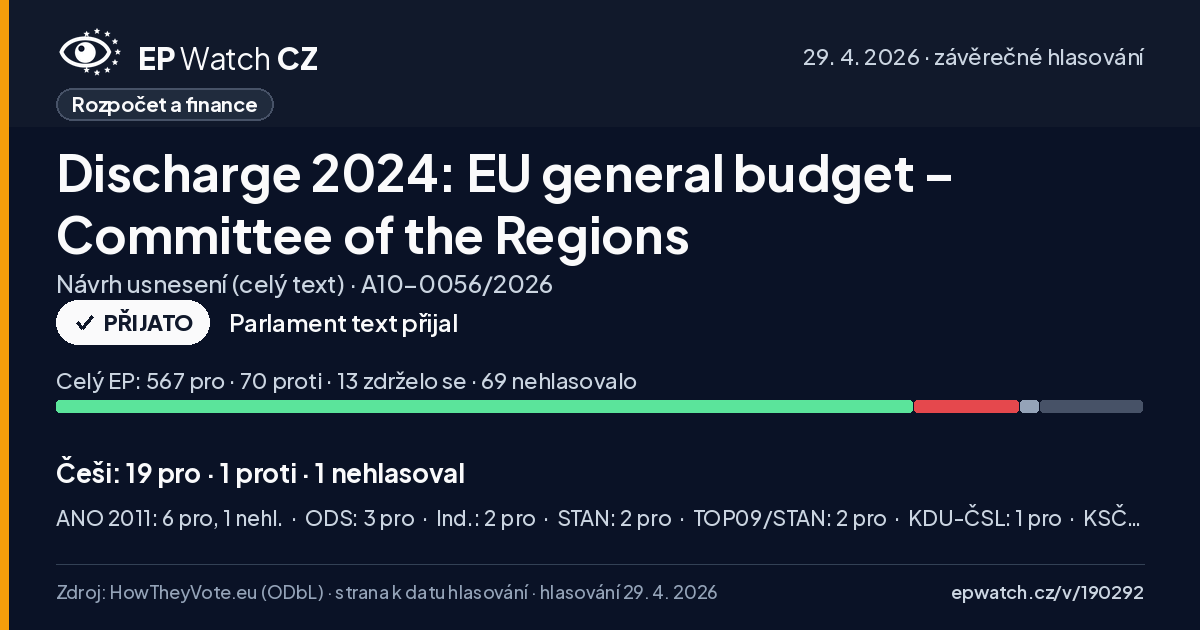 EP Watch CZ
29. 4. 2026 · závěrečné hlasování
Rozpočet a finance
Discharge 2024: EU general budget –
Committee of the Regions
Návrh usnesení (celý text) · A10-0056/2026
✓ PŘIJATO Parlament text přijal
Celý EP: 567 pro · 70 proti · 13 zdrželo se · 69 nehlasovalo
Češi: 19 pro · 1 proti · 1 nehlasoval
ANO 2011: 6 pro, 1 nehl. · ODS: 3 pro · Ind.: 2 pro · STAN: 2 pro · TOP09/STAN: 2 pro · KDU-ČSL: 1 pro · KSČ…
Zdroj: HowTheyVote.eu (ODbL) · strana k datu hlasování · hlasování 29. 4. 2026
epwatch.cz/v/190292